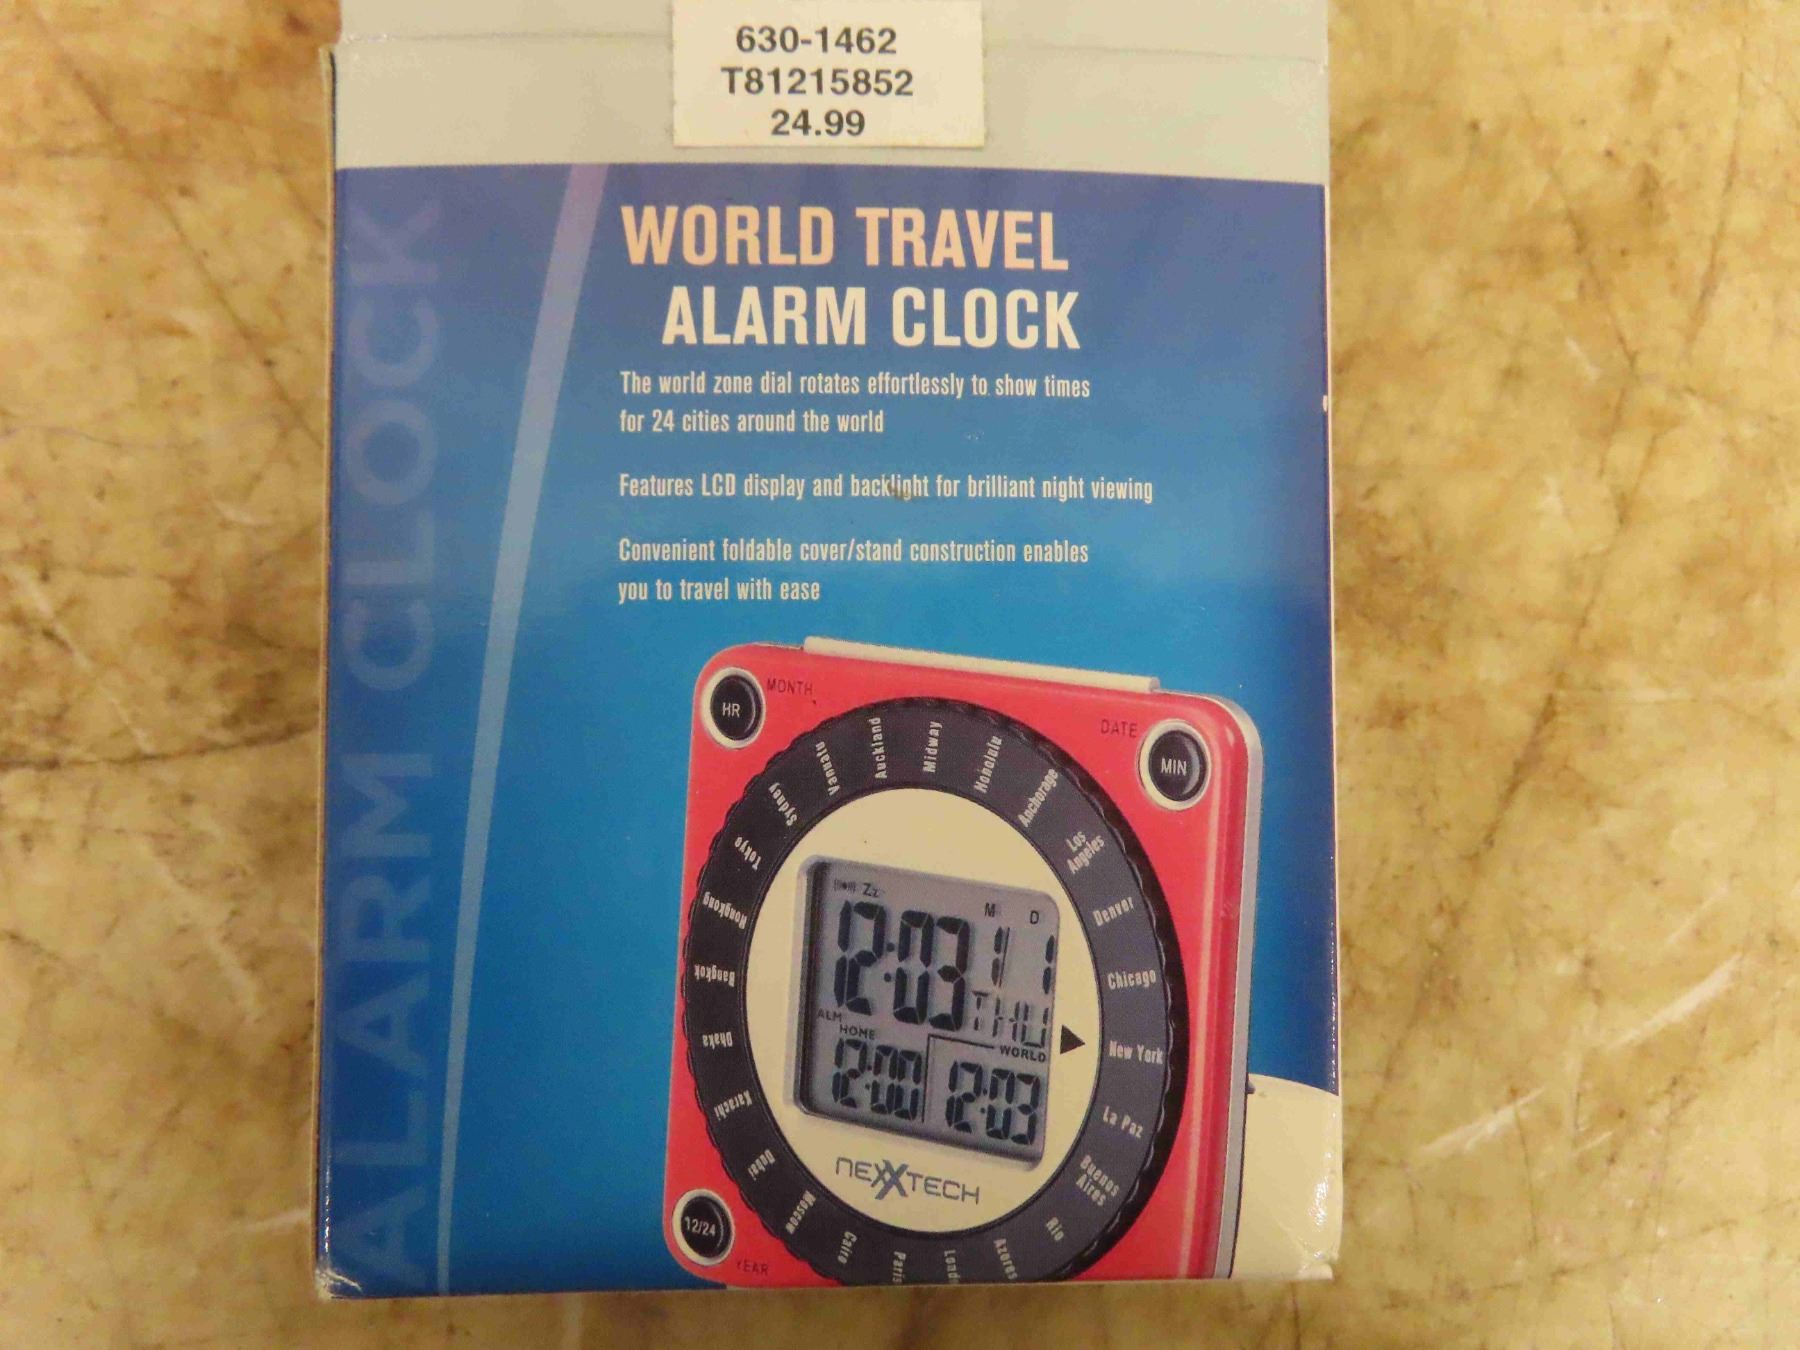 630-1462
T81215852
24.99
WORLD TRAVEL
ALARM CLOCK
The world zone dial rotates effortlessly to show times
for 24 cities around the world
Features LCD display and backlight for brilliant night viewing
Convenient foldable cover/stand construction enables
you to travel with ease
ALARM CLOCK
HR
MONTH
DATE
MIN
Auckland
Midway
Honolulu
Anchorage
Los
Angeles
Denver
Chicago
New York
La Paz
Buenos
Aires
Rio
Azores
Paris
Cairo
Moscow
Dubai
Karachi
Dhaka
Bangkok
Hongkong
Tokyo
Sydney
Zz
M D
12:03 1 1
THU
ALM
HOME
WORLD
12:00
12:03
NEXXTECH
12/24
YEAR